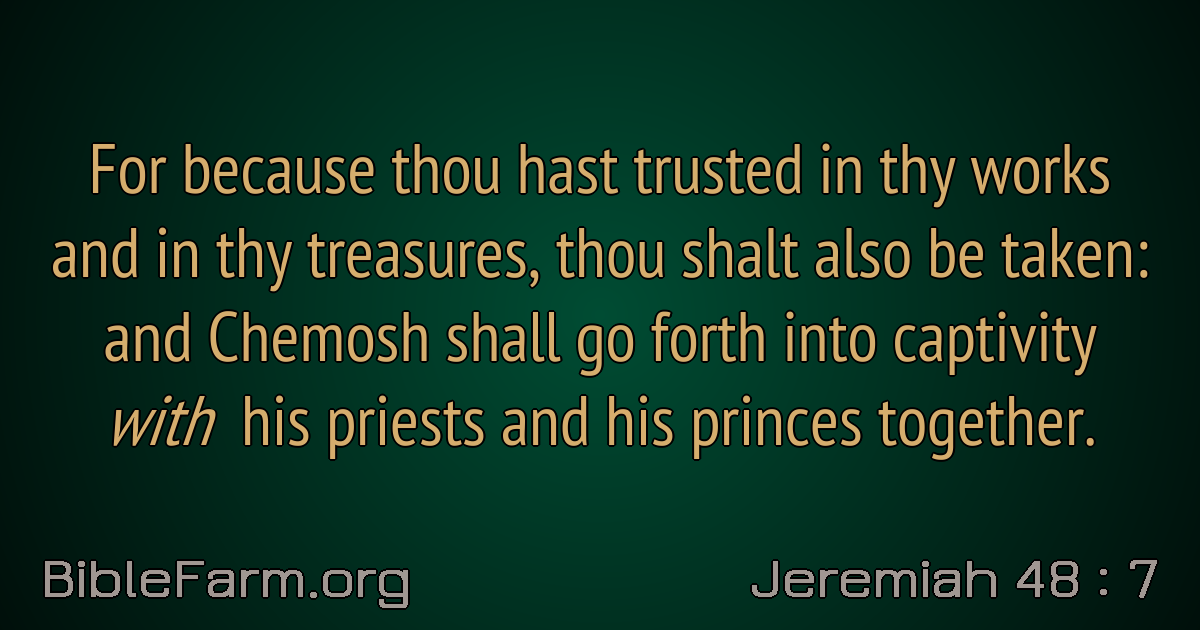 For because thou hast trusted in thy works
and in thy treasures, thou shalt also be taken:
and Chemosh shall go forth into captivity
with his priests and his princes together.
BibleFarm.org
Jeremiah 48 : 7